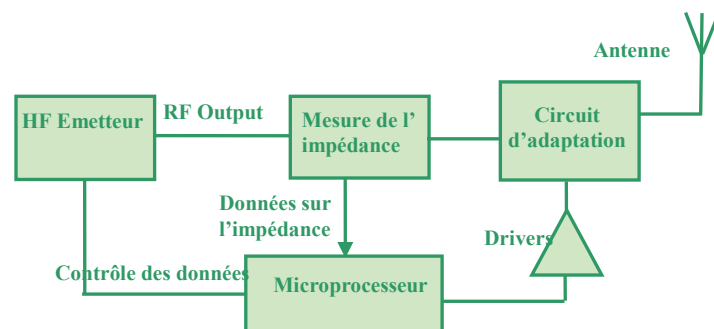 Antenne
HF Emetteur
RF Output
Mesure de l’
impédance
Circuit
d’adaptation
Données sur
l’impédance
Drivers
Contrôle des données
Microprocesseur